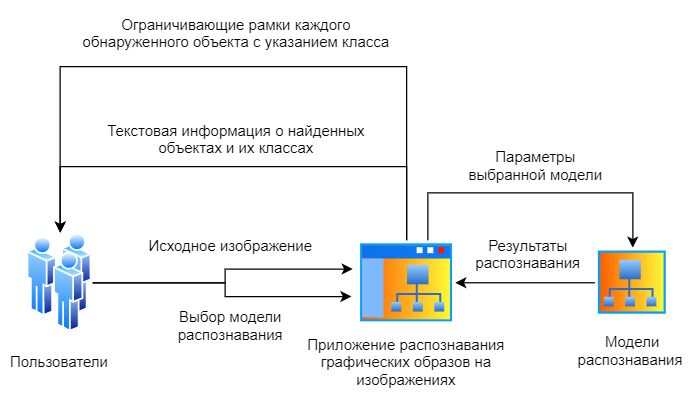 Ограничивающие рамки каждого
обнаруженного объекта с указанием класса
Текстовая информация о найденных
объектах и их классах
Параметры
выбранной модели
Исходное изображение
Результаты
распознавания
Выбор модели
распознавания
Пользователи
Приложение распознавания
графических образов на
изображениях
Модели
распознавания